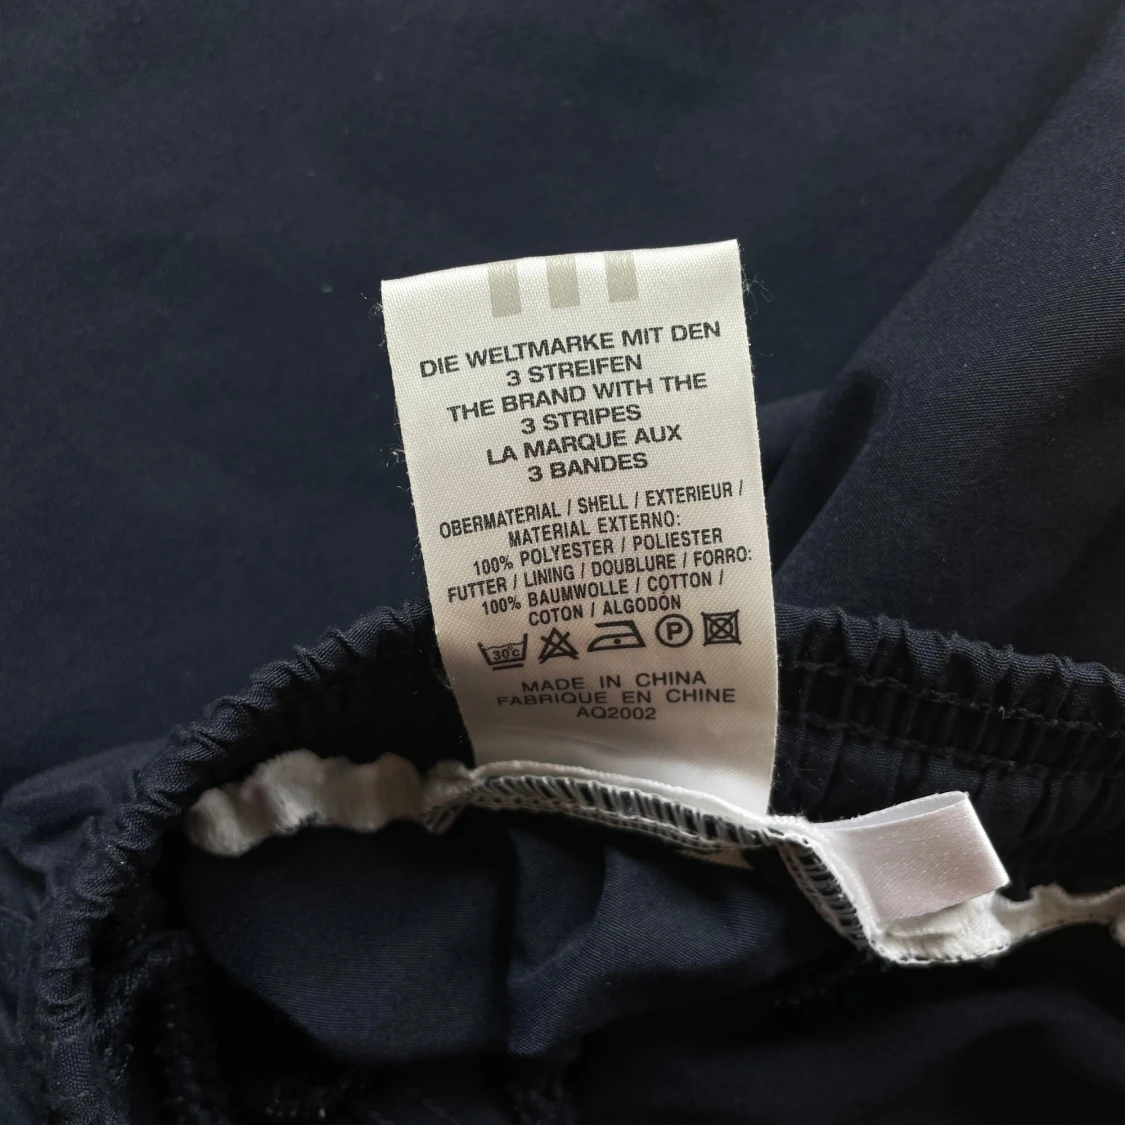 DIE WELTMARKE MIT DEN
3 STREIFEN
THE BRAND WITH THE
3 STRIPES
LA MARQUE AUX
3 BANDES
OBERMATERIAL / SHELL / EXTERIEUR /
MATERIAL EXTERNO:
100% POLYESTER / POLIESTER
FUTTER / LINING / DOUBLURE / FORRO:
100% BAUMWOLLE / COTTON /
COTON / ALGODÓN
30°C P
MADE IN CHINA
FABRIQUE EN CHINE
AQ2002